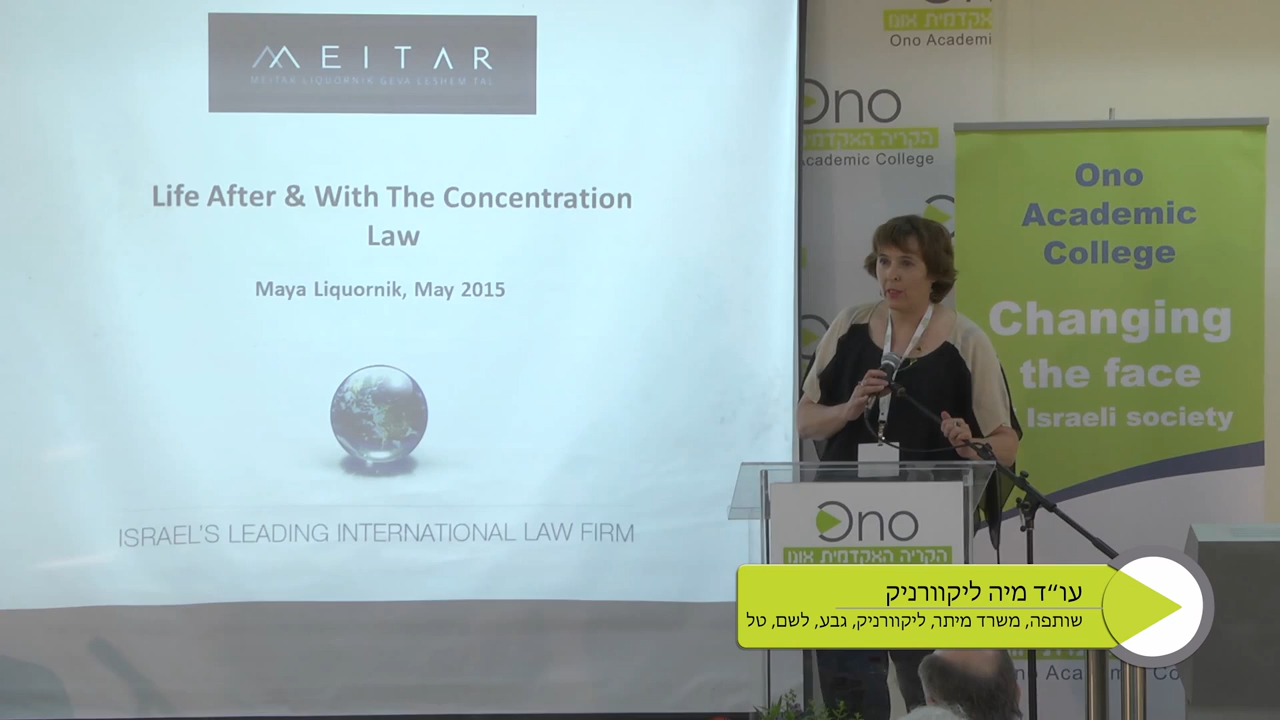 MEITAR
MEITAR LIQUORNIK GEVA LESHEM TAL
Life After & With The Concentration
Law
Maya Liquornik, May 2015
ISRAEL'S LEADING INTERNATIONAL LAW FIRM
אקדמית אונו
Ono Academi
Ono
הקריה האקדמית
Academic College
Ono
Academic
College
Changing
the face
Israeli society
Ono
הקריה האקדמית אונו
עו״ד מיה ליקוורניק
שותפה, משרד מיתר, ליקוורניק, גבע, לשם, טל